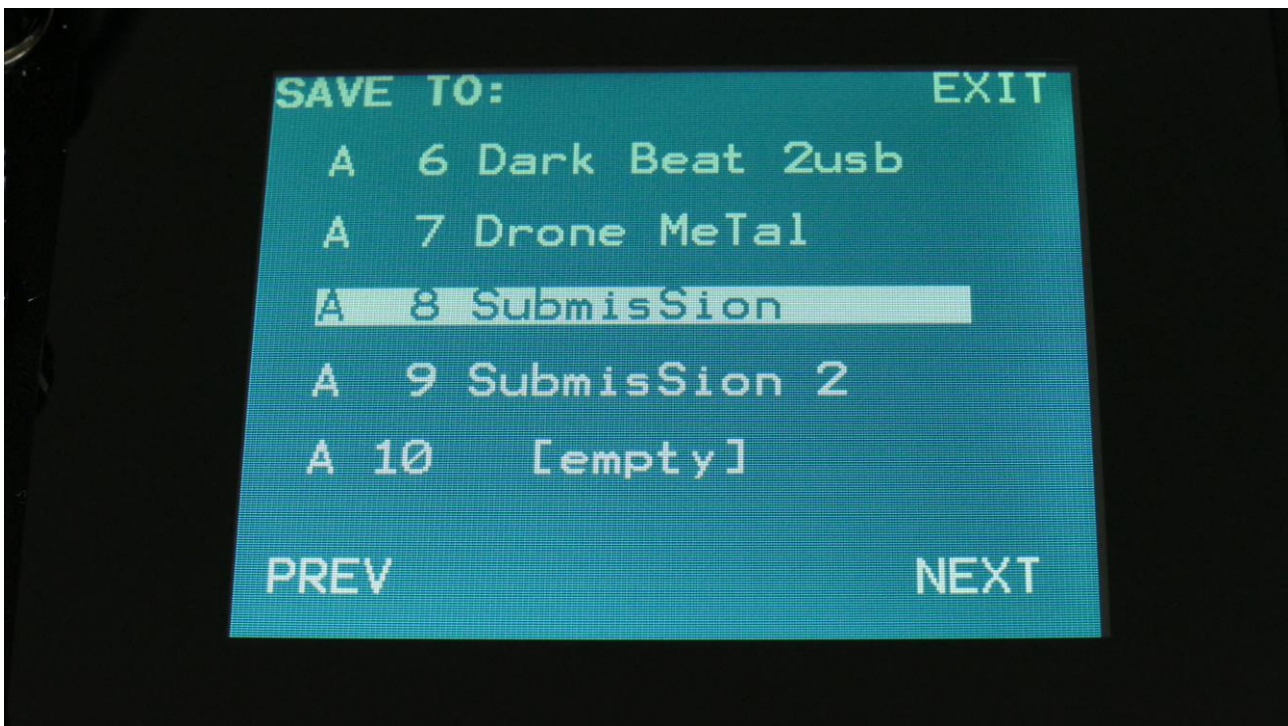 SAVE TO: EXIT
A 6 Dark Beat 2usb
A 7 Drone MeTal
A 8 SubmisSion
A 9 SubmisSion 2
A 10 [empty]
PREV NEXT